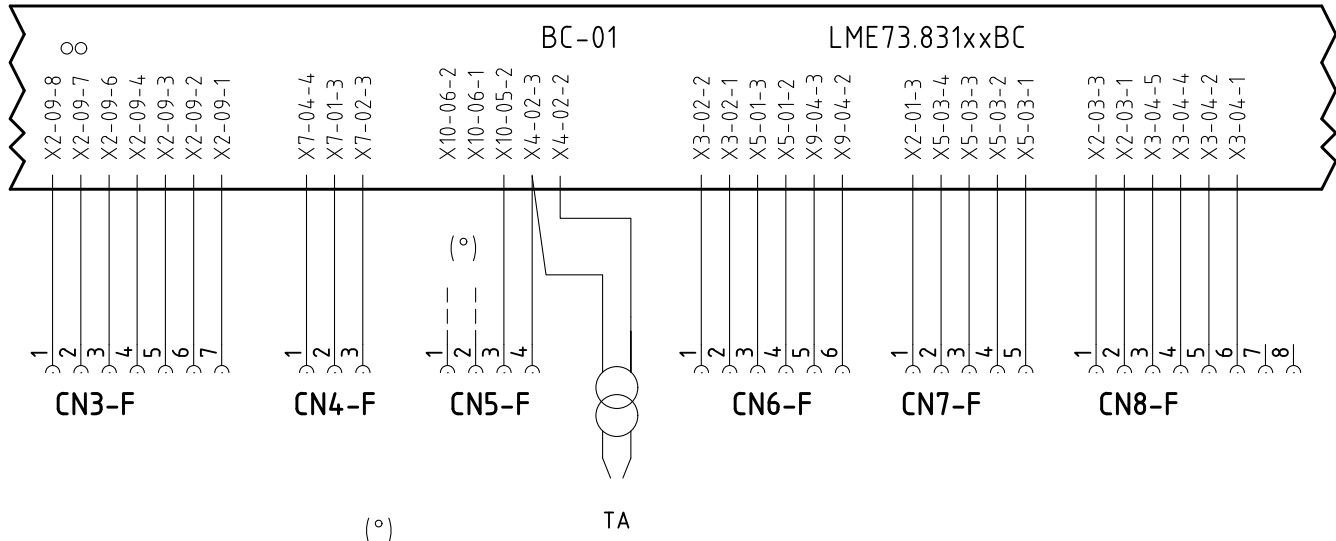 BC-01 LME73.831xxBC
X2-09-8
X2-09-7
X2-09-6
X2-09-4
X2-09-3
X2-09-2
X2-09-1
X7-04-4
X7-01-3
X7-02-3
X10-06-2
X10-06-1
X10-05-2
X4-02-3
X4-02-2
X3-02-2
X3-02-1
X5-01-3
X5-01-2
X9-04-3
X9-04-2
X2-01-3
X5-03-4
X5-03-3
X5-03-2
X5-03-1
X2-03-3
X2-03-1
X3-04-5
X3-04-4
X3-04-2
X3-04-1
(°)
1 2 3 4 5 6 7
1 2 3
1 2 3 4
1 2 3 4 5 6
1 2 3 4 5
1 2 3 4 5 6 7 8
CN3-F CN4-F CN5-F CN6-F CN7-F CN8-F
TA
(°)